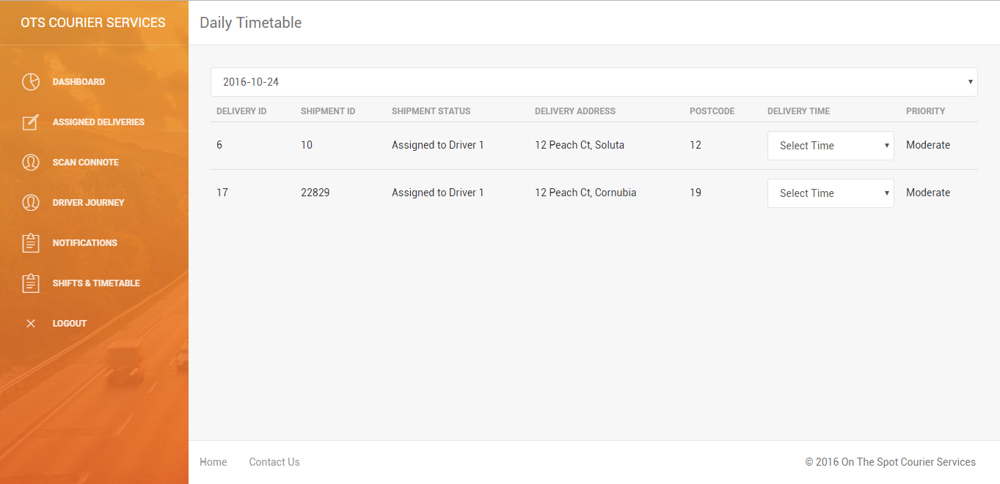 OTS COURIER SERVICES
Daily Timetable
DASHBOARD
ASSIGNED DELIVERIES
SCAN CONNOTE
DRIVER JOURNEY
NOTIFICATIONS
SHIFTS & TIMETABLE
LOGOUT
2016-10-24
DELIVERY ID SHIPMENT ID SHIPMENT STATUS DELIVERY ADDRESS POSTCODE DELIVERY TIME PRIORITY
6 10 Assigned to Driver 1 12 Peach Ct, Soluta 12 Select Time Moderate
17 22829 Assigned to Driver 1 12 Peach Ct, Cornubia 19 Select Time Moderate
Home Contact Us © 2016 On The Spot Courier Services